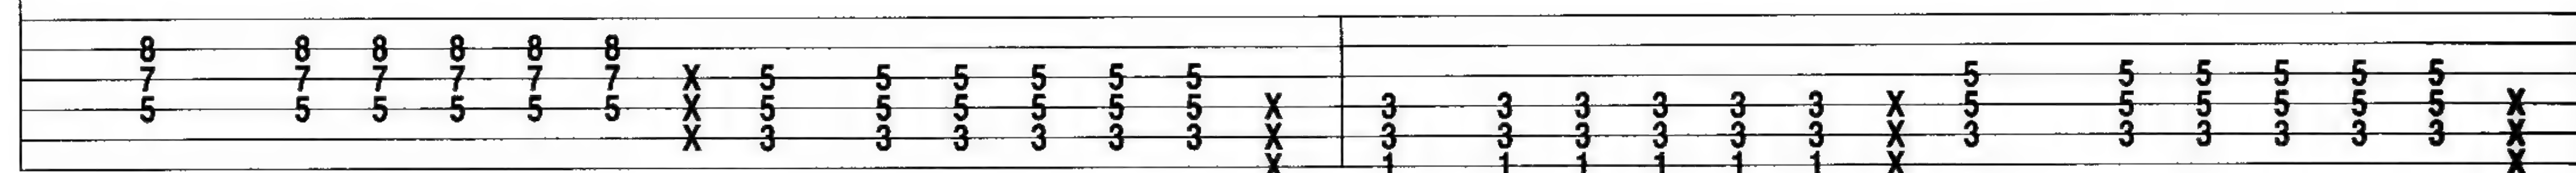 8 8 8 8 8 8
7 7 7 7 7 7 X 5 5 5 5 5 5 5 5 5 5 5 5
5 5 5 5 5 5 X 5 5 5 5 5 5 X 3 3 3 3 3 3 X 5 5 5 5 5 5 X
X 3 3 3 3 3 3 X 3 3 3 3 3 3 X 3 3 3 3 3 3 X
X 1 1 1 1 1 1 X X